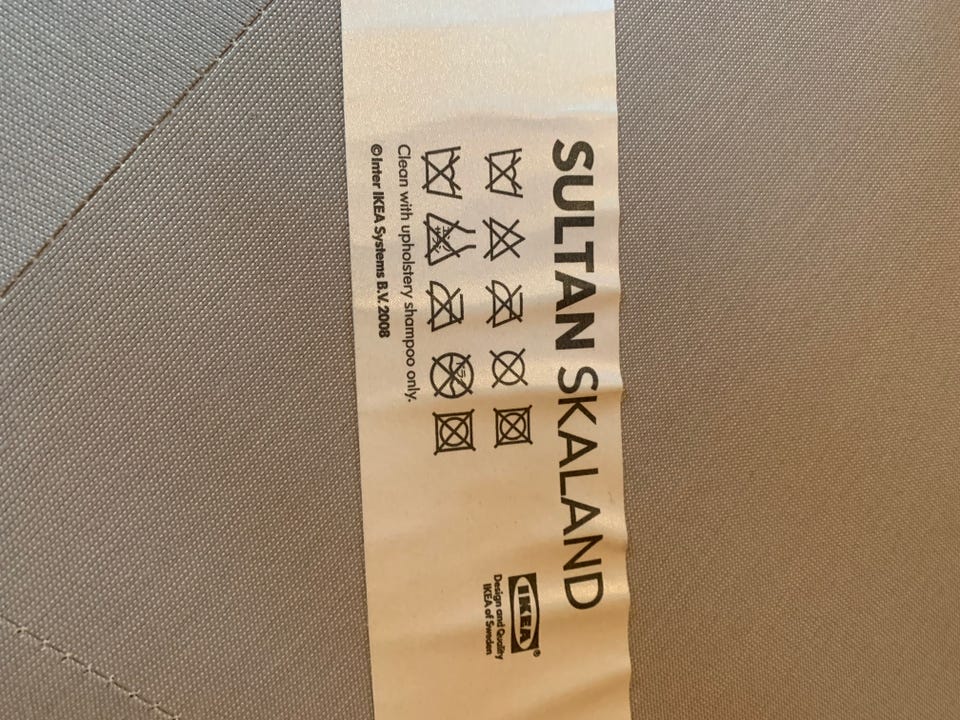 SULTAN SKALAND
Clean with upholstery shampoo only.
© Inter IKEA Systems B.V. 2008
IKEA®
Design and Quality
IKEA of Sweden